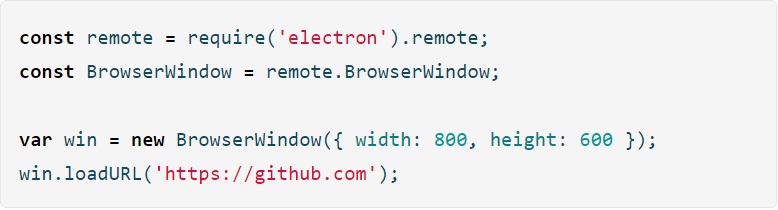 const remote = require('electron').remote;
const BrowserWindow = remote.BrowserWindow;
var win = new BrowserWindow({ width: 800, height: 600 });
win.loadURL('https://github.com');